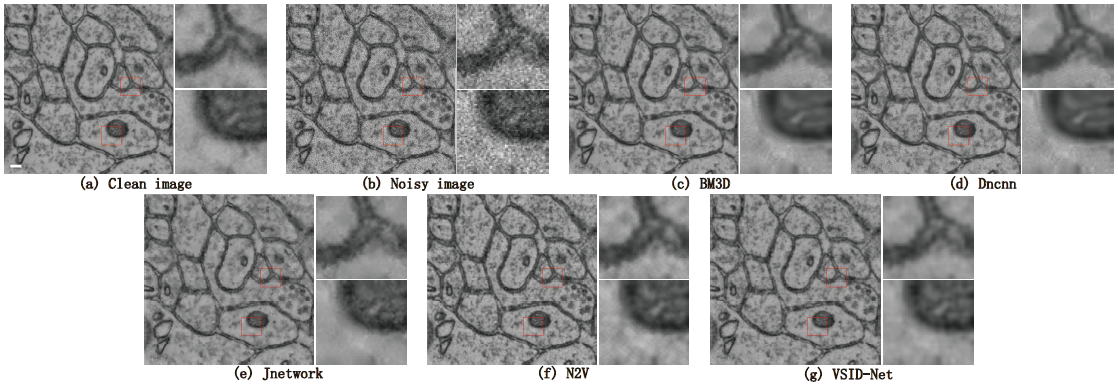 (a) Clean image
(b) Noisy image
(c) BM3D
(d) Dncnn
(e) Jnetwork
(f) N2V
(g) VSID-Net